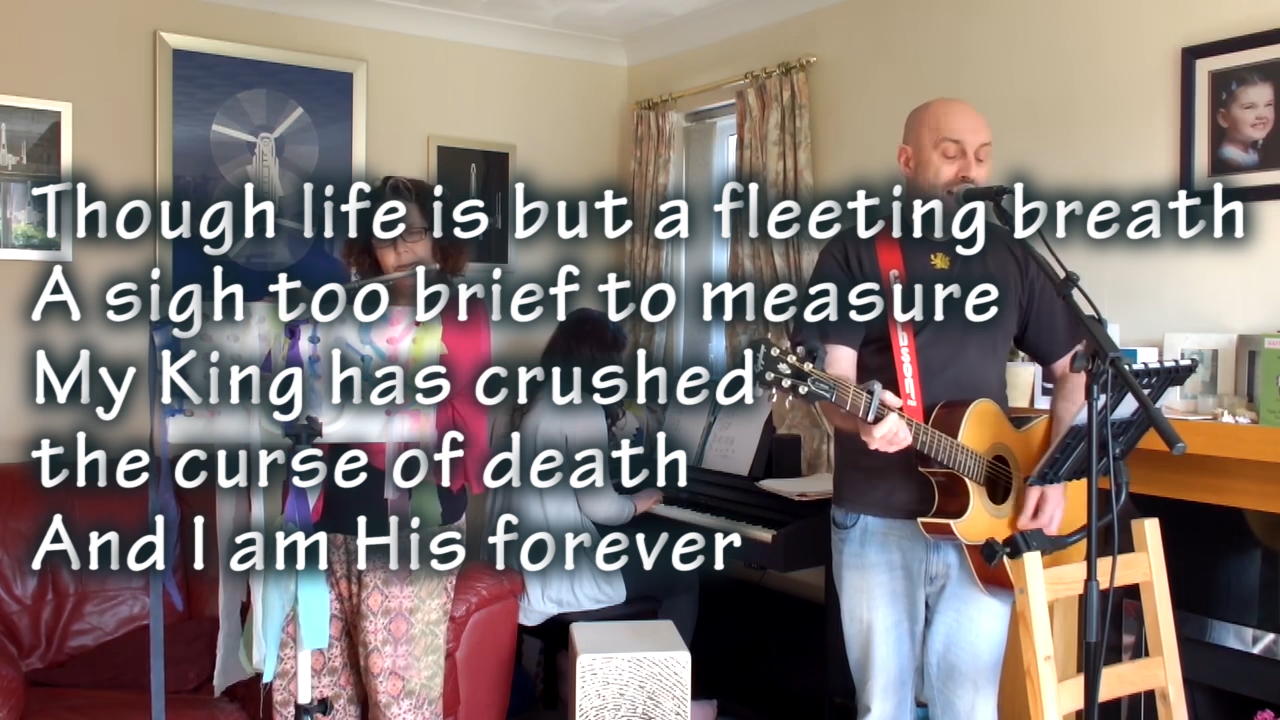 Though life is but a fleeting breath
A sigh too brief to measure
My King has crushed
the curse of death
And I am His forever